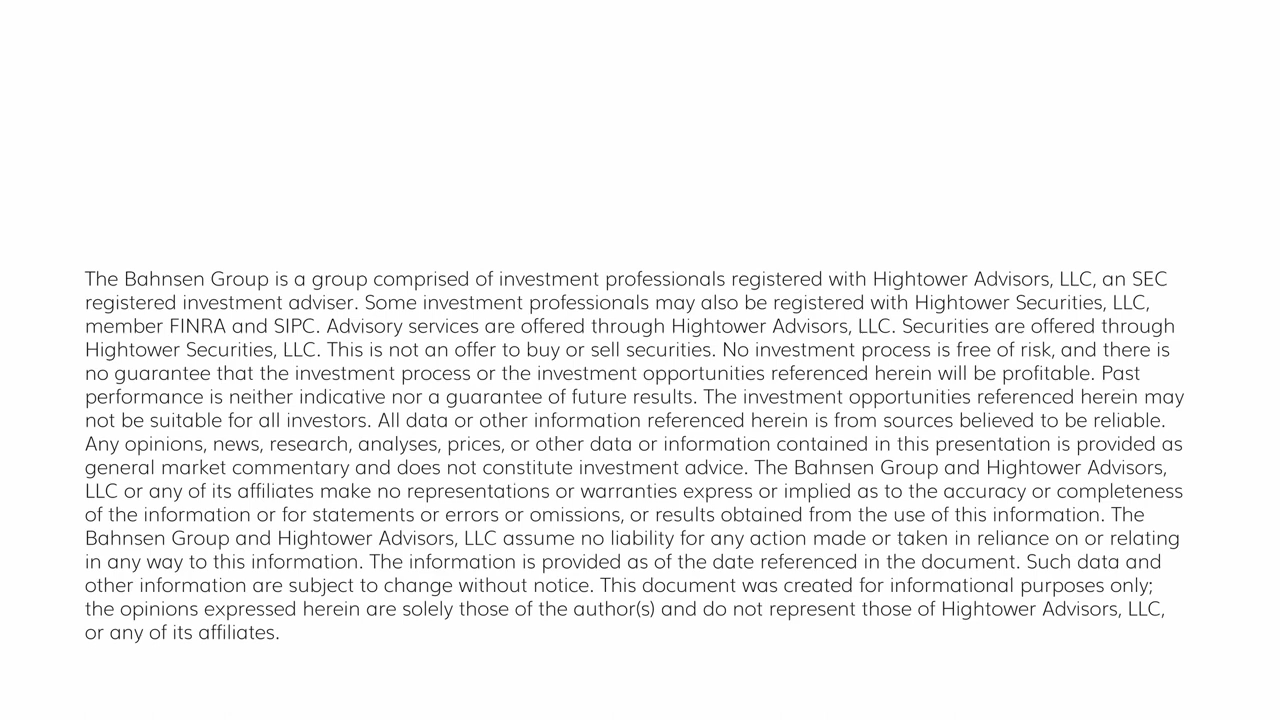 The Bahnsen Group is a group comprised of investment professionals registered with Hightower Advisors, LLC, an SEC
registered investment adviser. Some investment professionals may also be registered with Hightower Securities, LLC,
member FINRA and SIPC. Advisory services are offered through Hightower Advisors, LLC. Securities are offered through
Hightower Securities, LLC. This is not an offer to buy or sell securities. No investment process is free of risk, and there is
no guarantee that the investment process or the investment opportunities referenced herein will be profitable. Past
performance is neither indicative nor a guarantee of future results. The investment opportunities referenced herein may
not be suitable for all investors. All data or other information referenced herein is from sources believed to be reliable.
Any opinions, news, research, analyses, prices, or other data or information contained in this presentation is provided as
general market commentary and does not constitute investment advice. The Bahnsen Group and Hightower Advisors,
LLC or any of its affiliates make no representations or warranties express or implied as to the accuracy or completeness
of the information or for statements or errors or omissions, or results obtained from the use of this information. The
Bahnsen Group and Hightower Advisors, LLC assume no liability for any action made or taken in reliance on or relating
in any way to this information. The information is provided as of the date referenced in the document. Such data and
other information are subject to change without notice. This document was created for informational purposes only;
the opinions expressed herein are solely those of the author(s) and do not represent those of Hightower Advisors, LLC,
or any of its affiliates.